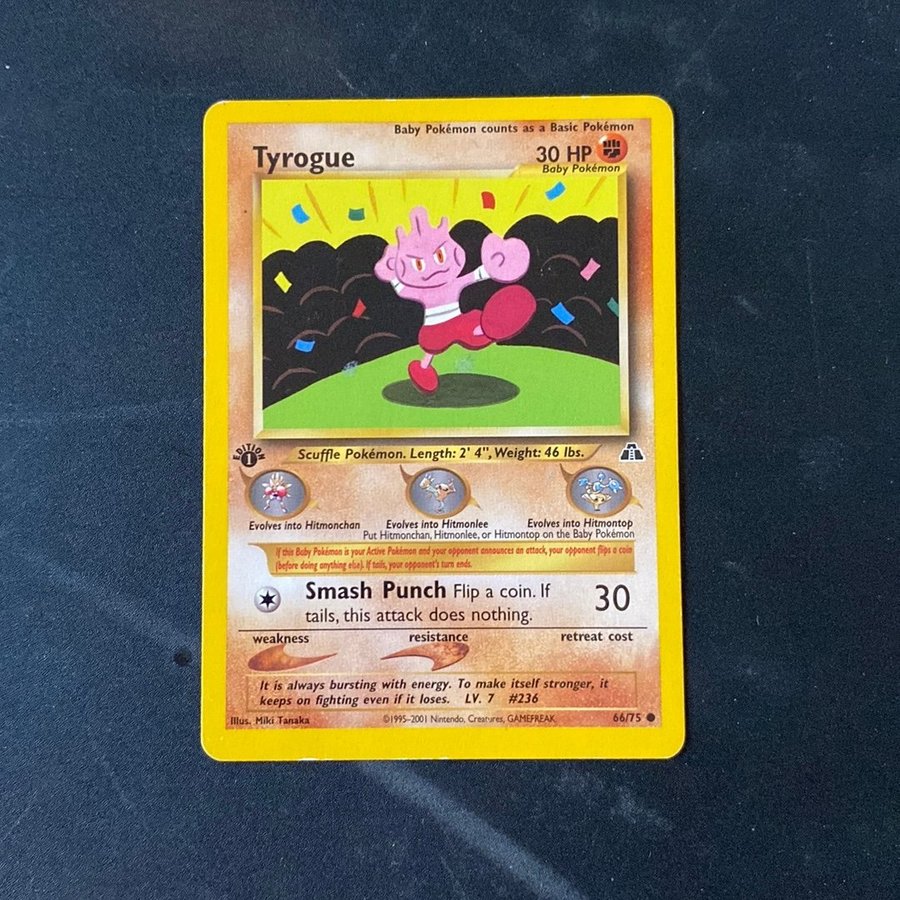 Baby Pokémon counts as a Basic Pokémon
Tyrogue
30 HP
Baby Pokémon
EDITION
1
Scuffle Pokémon. Length: 2' 4", Weight: 46 lbs.
Evolves into Hitmonchan
Evolves into Hitmonlee
Evolves into Hitmontop
Put Hitmonchan, Hitmonlee, or Hitmontop on the Baby Pokémon
If this Baby Pokémon is your Active Pokémon and your opponent announces an attack, your opponent flips a coin
(before doing anything else). If tails, your opponent's turn ends.
Smash Punch Flip a coin. If
tails, this attack does nothing.
30
weakness
resistance
retreat cost
It is always bursting with energy. To make itself stronger, it
keeps on fighting even if it loses. LV. 7 #236
Illus. Miki Tanaka
©1995–2001 Nintendo, Creatures, GAMEFREAK.
66/75